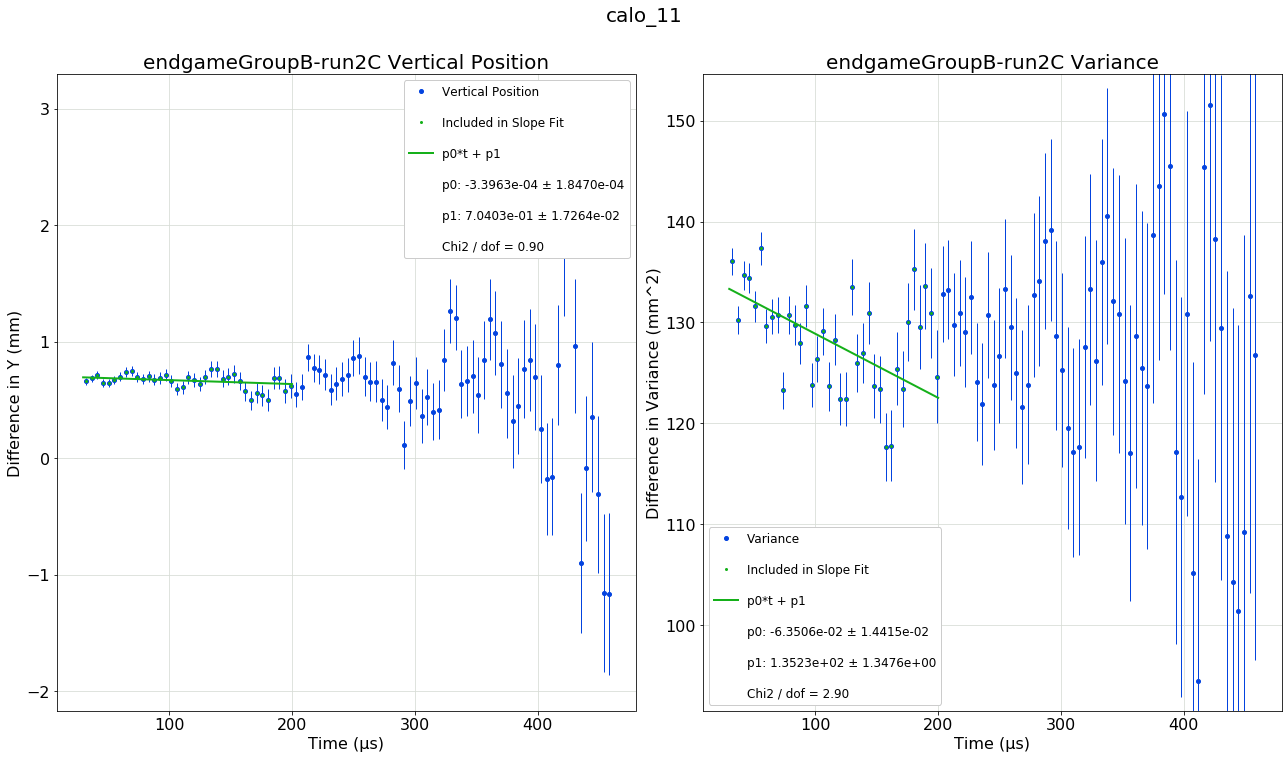 calo_11
endgameGroupB-run2C Vertical Position
Difference in Y (mm)
3
2
1
0
−1
−2
100
200
300
400
Time (μs)
Vertical Position
Included in Slope Fit
p0*t + p1
p0: -3.3963e-04 ± 1.8470e-04
p1: 7.0403e-01 ± 1.7264e-02
Chi2 / dof = 0.90
endgameGroupB-run2C Variance
Difference in Variance (mm^2)
150
140
130
120
110
100
100
200
300
400
Time (μs)
Variance
Included in Slope Fit
p0*t + p1
p0: -6.3506e-02 ± 1.4415e-02
p1: 1.3523e+02 ± 1.3476e+00
Chi2 / dof = 2.90